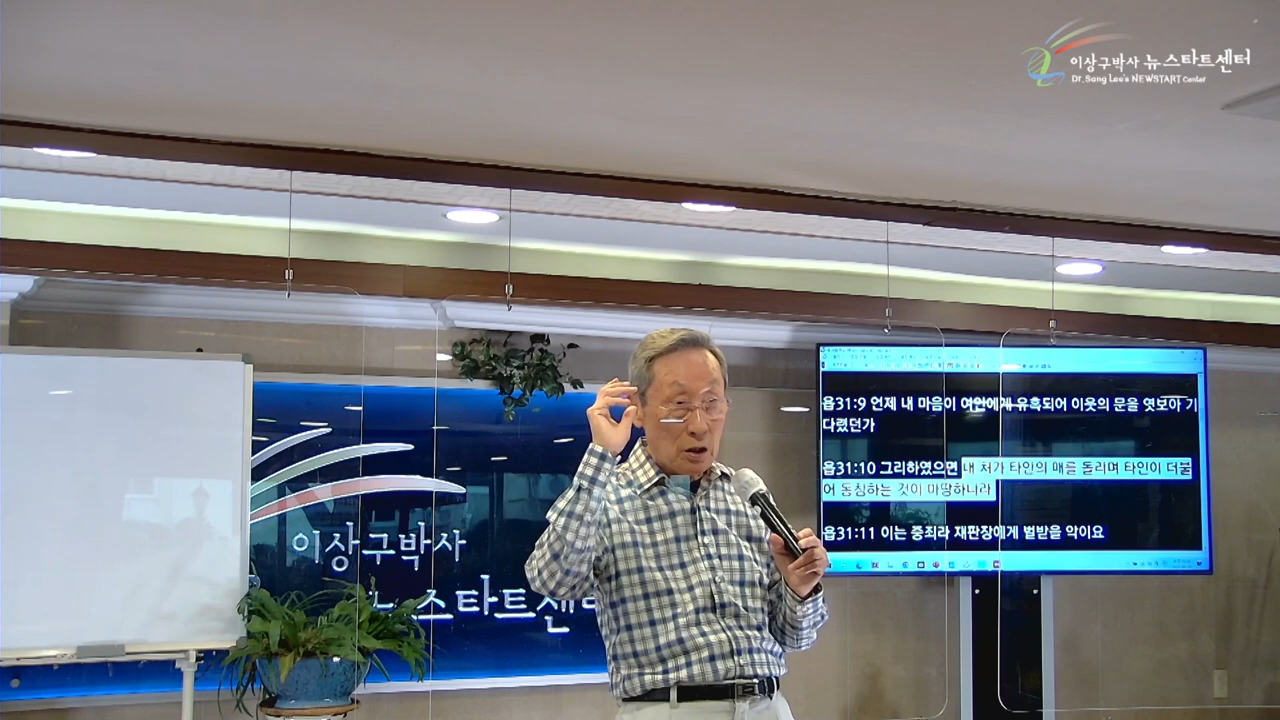 이상구박사 뉴스타트센터
Dr. Sang Lee's NEWSTART Center
이상구박사
뉴스타트센터
욥31:9 언제 내 마음이 여인에게 유혹되어 이웃의 문을 엿보아 기
다렸던가
욥31:10 그리하였으면 내 처가 타인의 매를 돌리며 타인이 더불
어 동침하는 것이 마땅하니라
욥31:11 이는 중죄라 재판장에게 벌받을 악이요